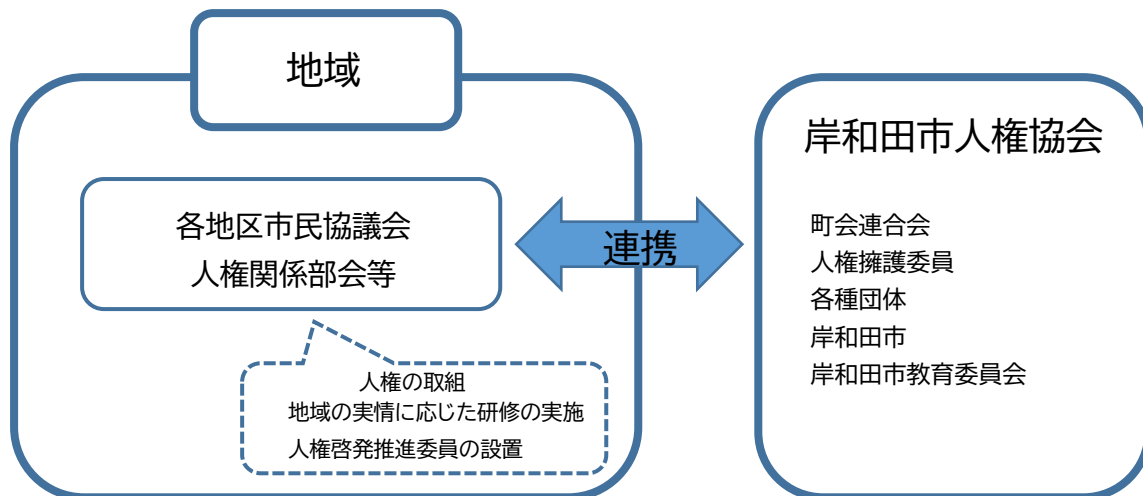 地域
各地区市民協議会
人権関係部会等
人権の取組
地域の実情に応じた研修の実施
人権啓発推進委員の設置
連携
岸和田市人権協会
町会連合会
人権擁護委員
各種団体
岸和田市
岸和田市教育委員会